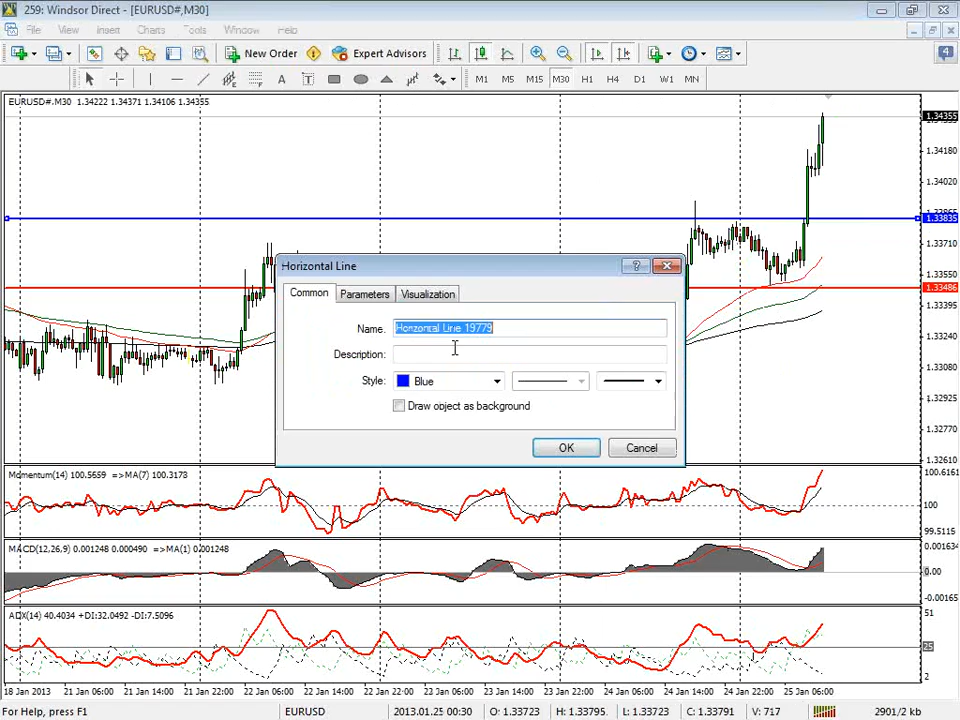 259: Windsor Direct - [EURUSD#,M30]
File View Insert Charts Tools Window Help
New Order Expert Advisors 4
A T M1 M5 M15 M30 H1 H4 D1 W1 MN
EURUSD#,M30 1.34222 1.34371 1.34106 1.34355
1.34355
1.34180
1.34020
1.33835
1.33710
1.33550
1.33486
1.33395
1.33240
1.33080
1.32925
1.32770
1.32610
Horizontal Line
Common Parameters Visualization
Name: Horizontal Line 19779
Description:
Style: Blue
Draw object as background
OK Cancel
Momentum(14) 100.5659 =>MA(7) 100.3173
100.6161
100
99.5115
MACD(12,26,9) 0.001248 0.000490 =>MA(1) 0.001248
0.001634
0.00
-0.00165
ADX(14) 40.4034 +DI:32.0492 -DI:7.5096
51
25
2
18 Jan 2013 21 Jan 06:00 21 Jan 14:00 21 Jan 22:00 22 Jan 06:00 22 Jan 14:00 22 Jan 22:00 23 Jan 06:00 23 Jan 14:00 23 Jan 22:00 24 Jan 06:00 24 Jan 14:00 24 Jan 22:00 25 Jan 06:00
For Help, press F1 EURUSD 2013.01.25 00:30 O: 1.33723 H: 1.33795 L: 1.33723 C: 1.33791 V: 717 2901/2 kb